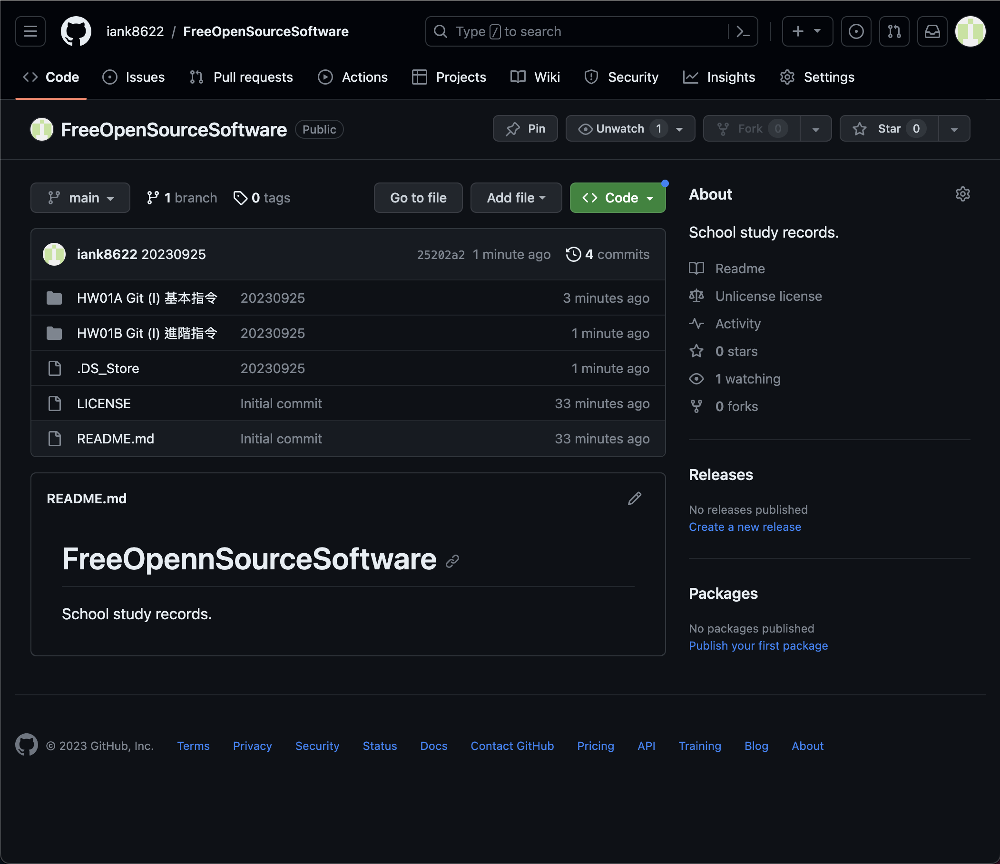 iank8622 / FreeOpenSourceSoftware
Type / to search
Code Issues Pull requests Actions Projects Wiki Security Insights Settings
FreeOpenSourceSoftware Public
Pin Unwatch 1 Fork 0 Star 0
main 1 branch 0 tags Go to file Add file Code
iank8622 20230925 25202a2 1 minute ago 4 commits
HW01A Git (I) 基本指令 20230925 3 minutes ago
HW01B Git (I) 進階指令 20230925 1 minute ago
.DS_Store 20230925 1 minute ago
LICENSE Initial commit 33 minutes ago
README.md Initial commit 33 minutes ago
README.md
FreeOpennSourceSoftware
School study records.
About
School study records.
Readme
Unlicense license
Activity
0 stars
1 watching
0 forks
Releases
No releases published
Create a new release
Packages
No packages published
Publish your first package
© 2023 GitHub, Inc. Terms Privacy Security Status Docs Contact GitHub Pricing API Training Blog About